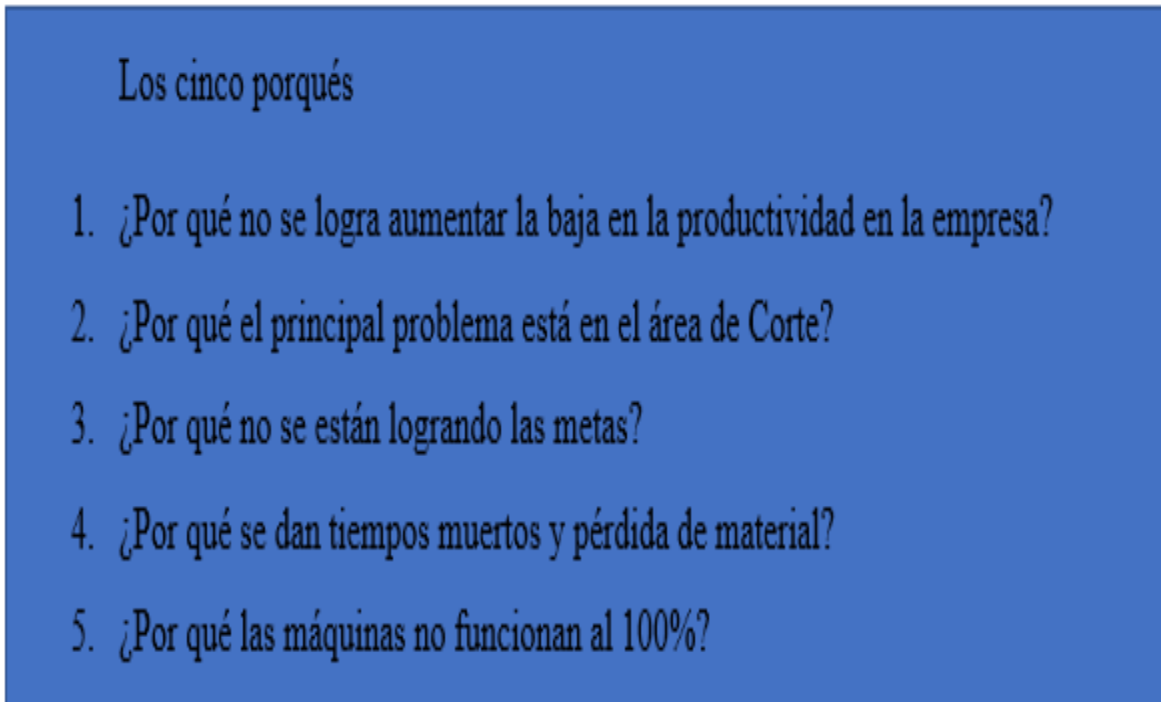 Los cinco porqués
1. ¿Por qué no se logra aumentar la baja en la productividad en la empresa?
2. ¿Por qué el principal problema está en el área de Corte?
3. ¿Por qué no se están logrando las metas?
4. ¿Por qué se dan tiempos muertos y pérdida de material?
5. ¿Por qué las máquinas no funcionan al 100%?